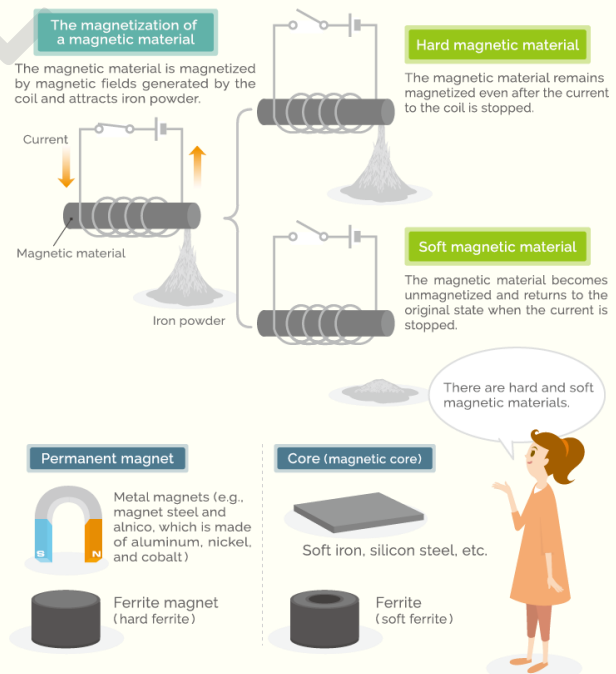 The magnetization of
a magnetic material
The magnetic material is magnetized
by magnetic fields generated by the
coil and attracts iron powder.
Current
Magnetic material
Iron powder
Hard magnetic material
The magnetic material remains
magnetized even after the current
to the coil is stopped.
Soft magnetic material
The magnetic material becomes
unmagnetized and returns to the
original state when the current is
stopped.
There are hard and soft
magnetic materials.
Permanent magnet
S
N
Metal magnets (e.g.,
magnet steel and
alnico, which is made
of aluminum, nickel,
and cobalt)
Ferrite magnet
(hard ferrite)
Core (magnetic core)
Soft iron, silicon steel, etc.
Ferrite
(soft ferrite)